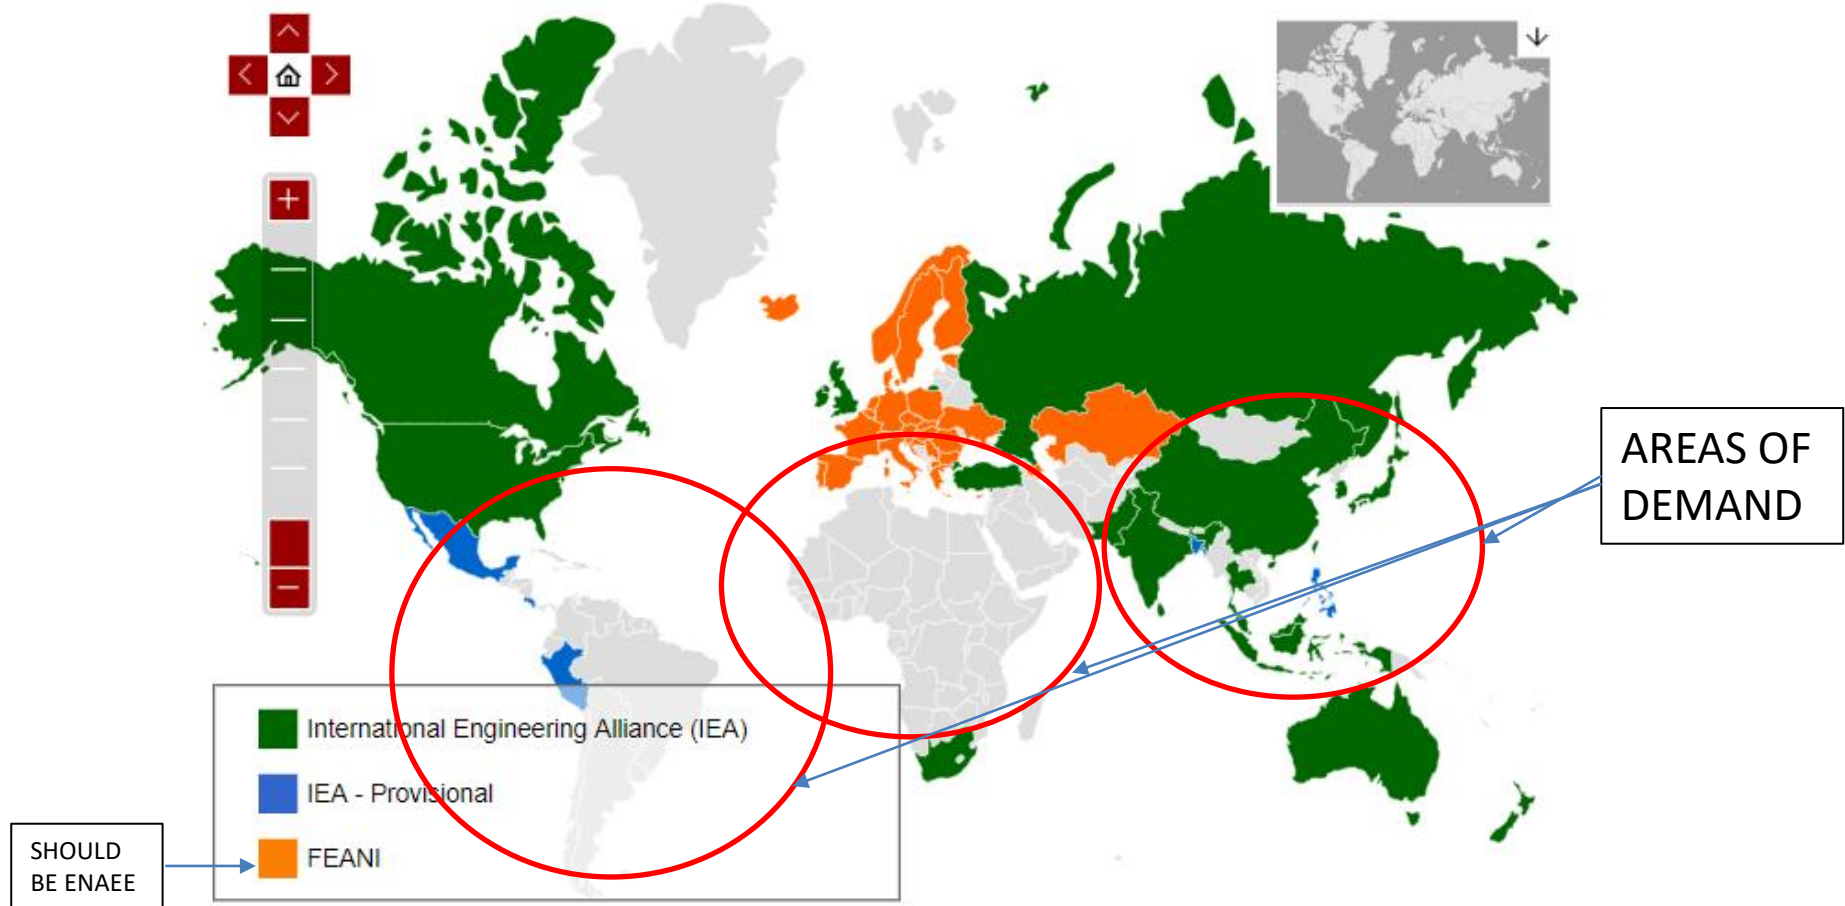 AREAS OF
DEMAND
International Engineering Alliance (IEA)
IEA - Provisional
FEANI
SHOULD
BE ENAEE